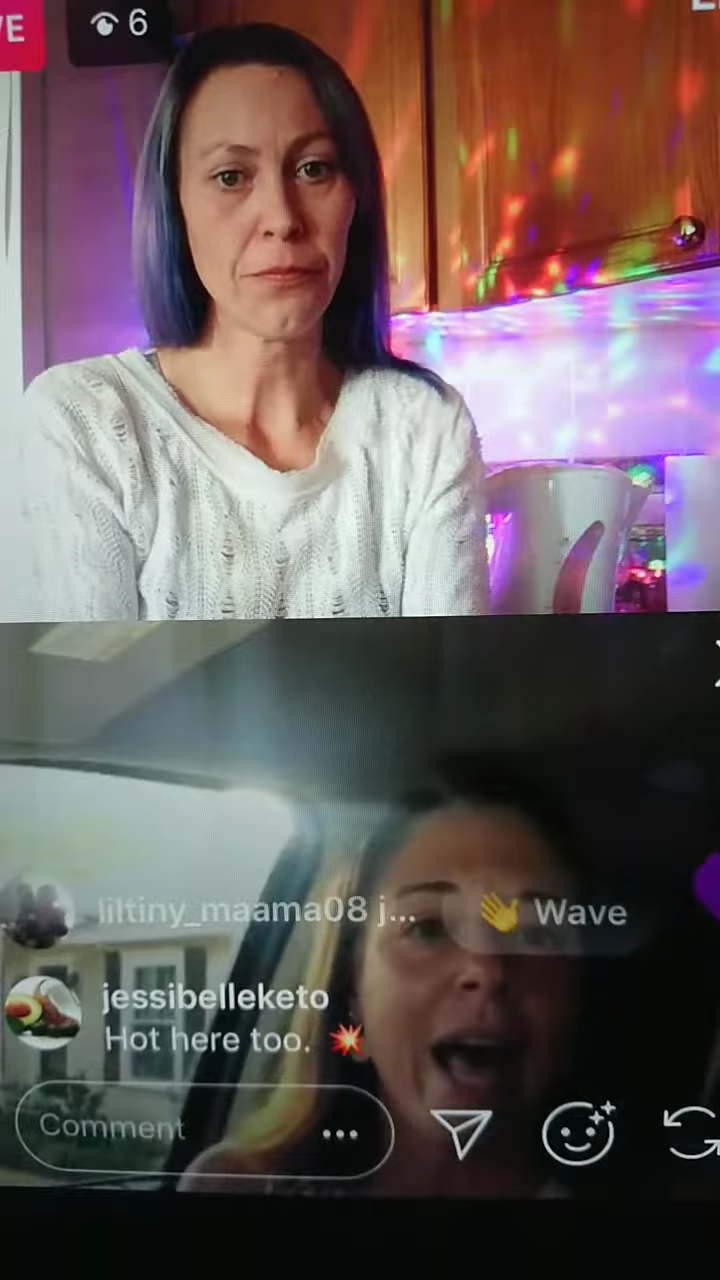 VE
6
liltiny_maama08 j...
👋 Wave
jessibelleketo
Hot here too. 💥
Comment